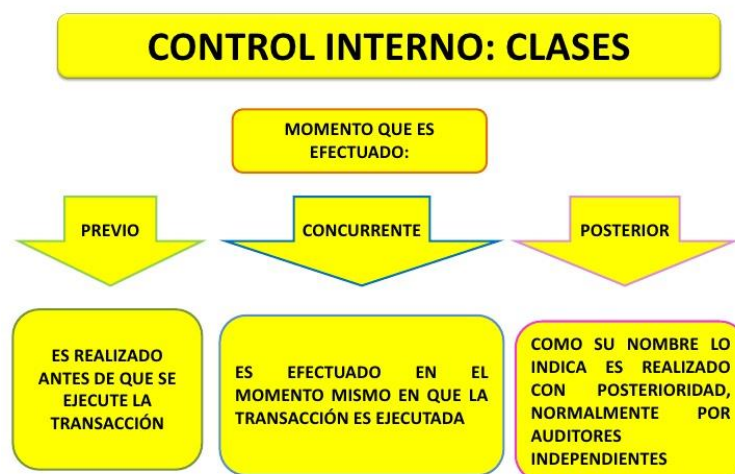 CONTROL INTERNO: CLASES
MOMENTO QUE ES
EFECTUADO:
PREVIO
CONCURRENTE
POSTERIOR
ES REALIZADO
ANTES DE QUE SE
EJECUTE LA
TRANSACCIÓN
ES EFECTUADO EN EL
MOMENTO MISMO EN QUE LA
TRANSACCIÓN ES EJECUTADA
COMO SU NOMBRE LO
INDICA ES REALIZADO
CON POSTERIORIDAD,
NORMALMENTE POR
AUDITORES
INDEPENDIENTES